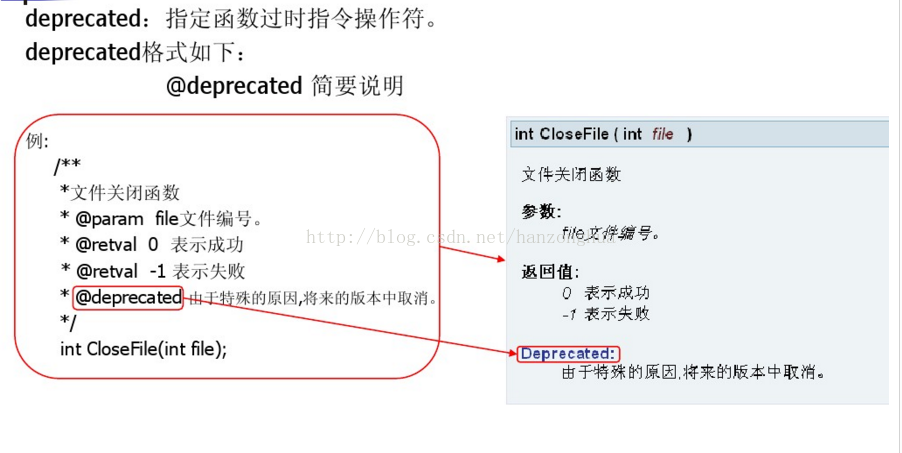 deprecated：指定函数过时指令操作符。
deprecated格式如下：
@deprecated 简要说明
例:
/**
*文件关闭函数
* @param file文件编号。
* @retval 0 表示成功
* @retval -1 表示失败
* @deprecated 由于特殊的原因,将来的版本中取消。
*/
int CloseFile(int file);
int CloseFile ( int file )
文件关闭函数
参数:
file文件编号。
返回值:
0 表示成功
-1 表示失败
Deprecated:
由于特殊的原因,将来的版本中取消。